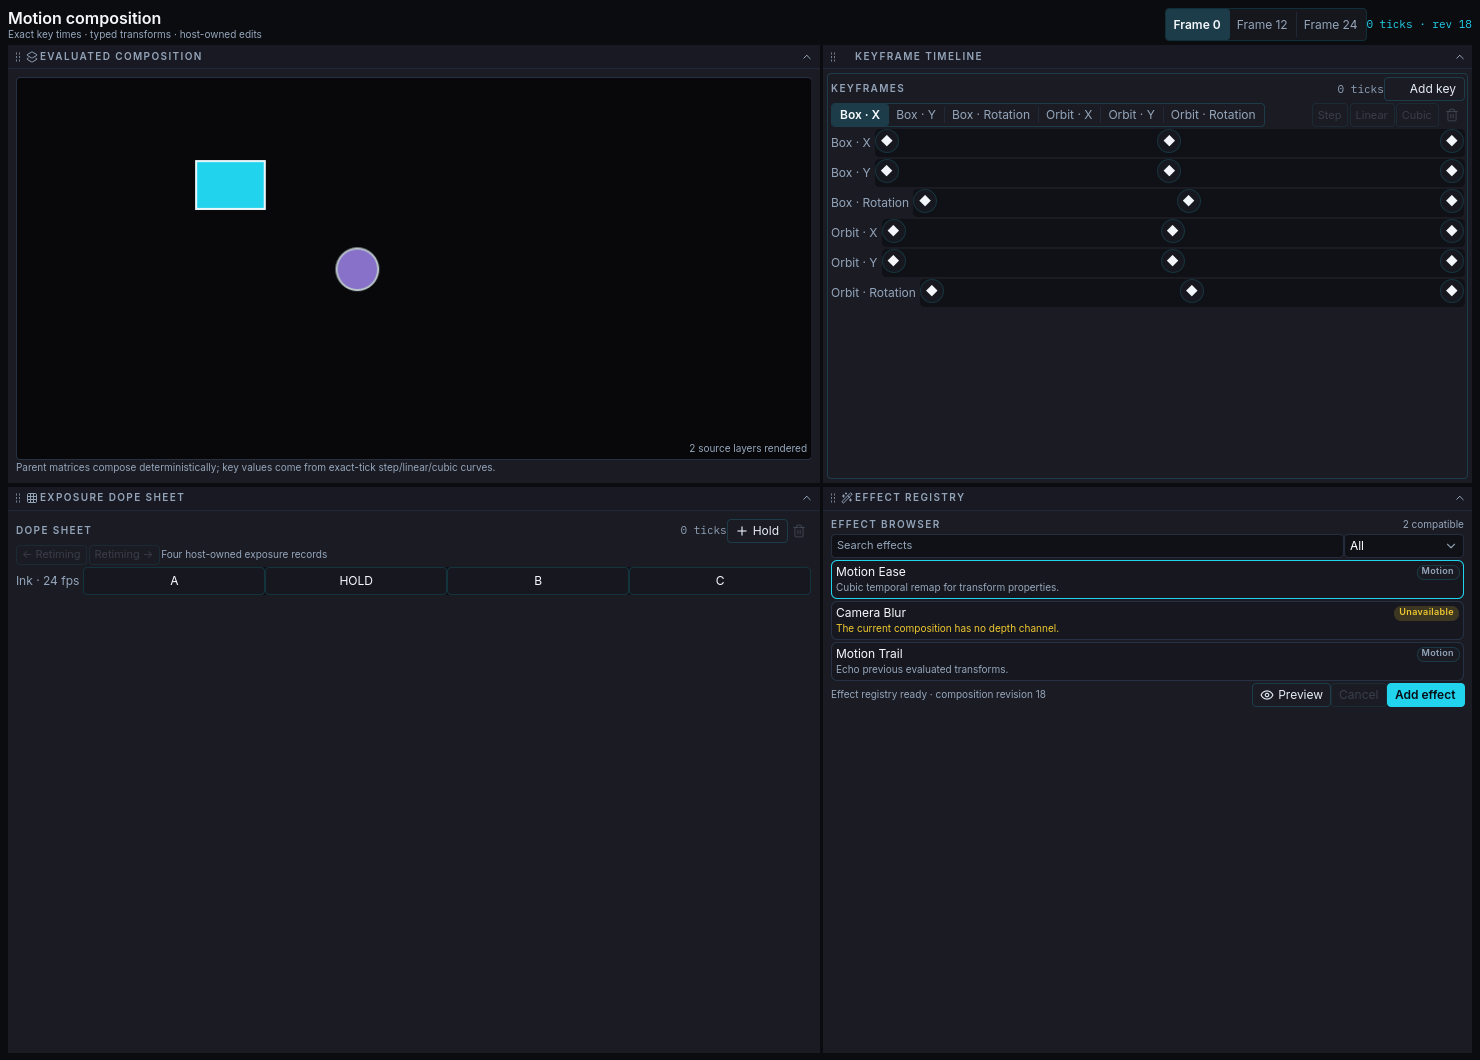 Motion composition
Exact key times · typed transforms · host-owned edits
Frame 0 Frame 12 Frame 24 0 ticks · rev 18
EVALUATED COMPOSITION
2 source layers rendered
Parent matrices compose deterministically; key values come from exact-tick step/linear/cubic curves.
KEYFRAME TIMELINE
KEYFRAMES 0 ticks Add key
Box · X Box · Y Box · Rotation Orbit · X Orbit · Y Orbit · Rotation Step Linear Cubic
Box · X
Box · Y
Box · Rotation
Orbit · X
Orbit · Y
Orbit · Rotation
EXPOSURE DOPE SHEET
DOPE SHEET 0 ticks + Hold
← Retiming Retiming → Four host-owned exposure records
Ink · 24 fps A HOLD B C
EFFECT REGISTRY
EFFECT BROWSER 2 compatible
Search effects All
Motion Ease Motion
Cubic temporal remap for transform properties.
Camera Blur Unavailable
The current composition has no depth channel.
Motion Trail Motion
Echo previous evaluated transforms.
Effect registry ready · composition revision 18 Preview Cancel Add effect